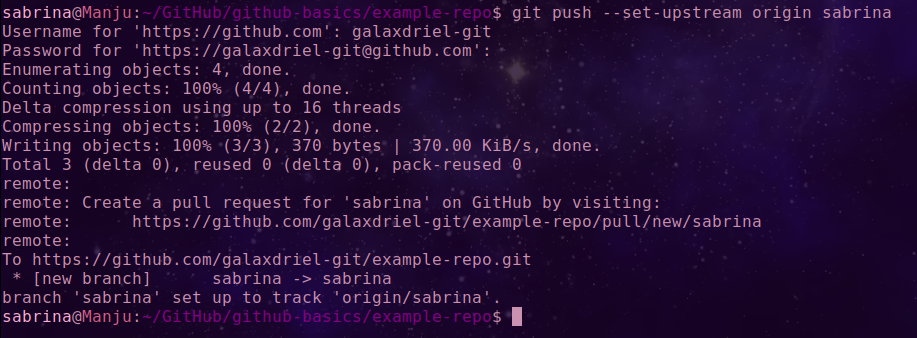 sabrina@Manju:~/GitHub/github-basics/example-repo$ git push --set-upstream origin sabrina
Username for 'https://github.com': galaxdriel-git
Password for 'https://galaxdriel-git@github.com':
Enumerating objects: 4, done.
Counting objects: 100% (4/4), done.
Delta compression using up to 16 threads
Compressing objects: 100% (2/2), done.
Writing objects: 100% (3/3), 370 bytes | 370.00 KiB/s, done.
Total 3 (delta 0), reused 0 (delta 0), pack-reused 0
remote:
remote: Create a pull request for 'sabrina' on GitHub by visiting:
remote:      https://github.com/galaxdriel-git/example-repo/pull/new/sabrina
remote:
To https://github.com/galaxdriel-git/example-repo.git
 * [new branch]      sabrina -> sabrina
branch 'sabrina' set up to track 'origin/sabrina'.
sabrina@Manju:~/GitHub/github-basics/example-repo$